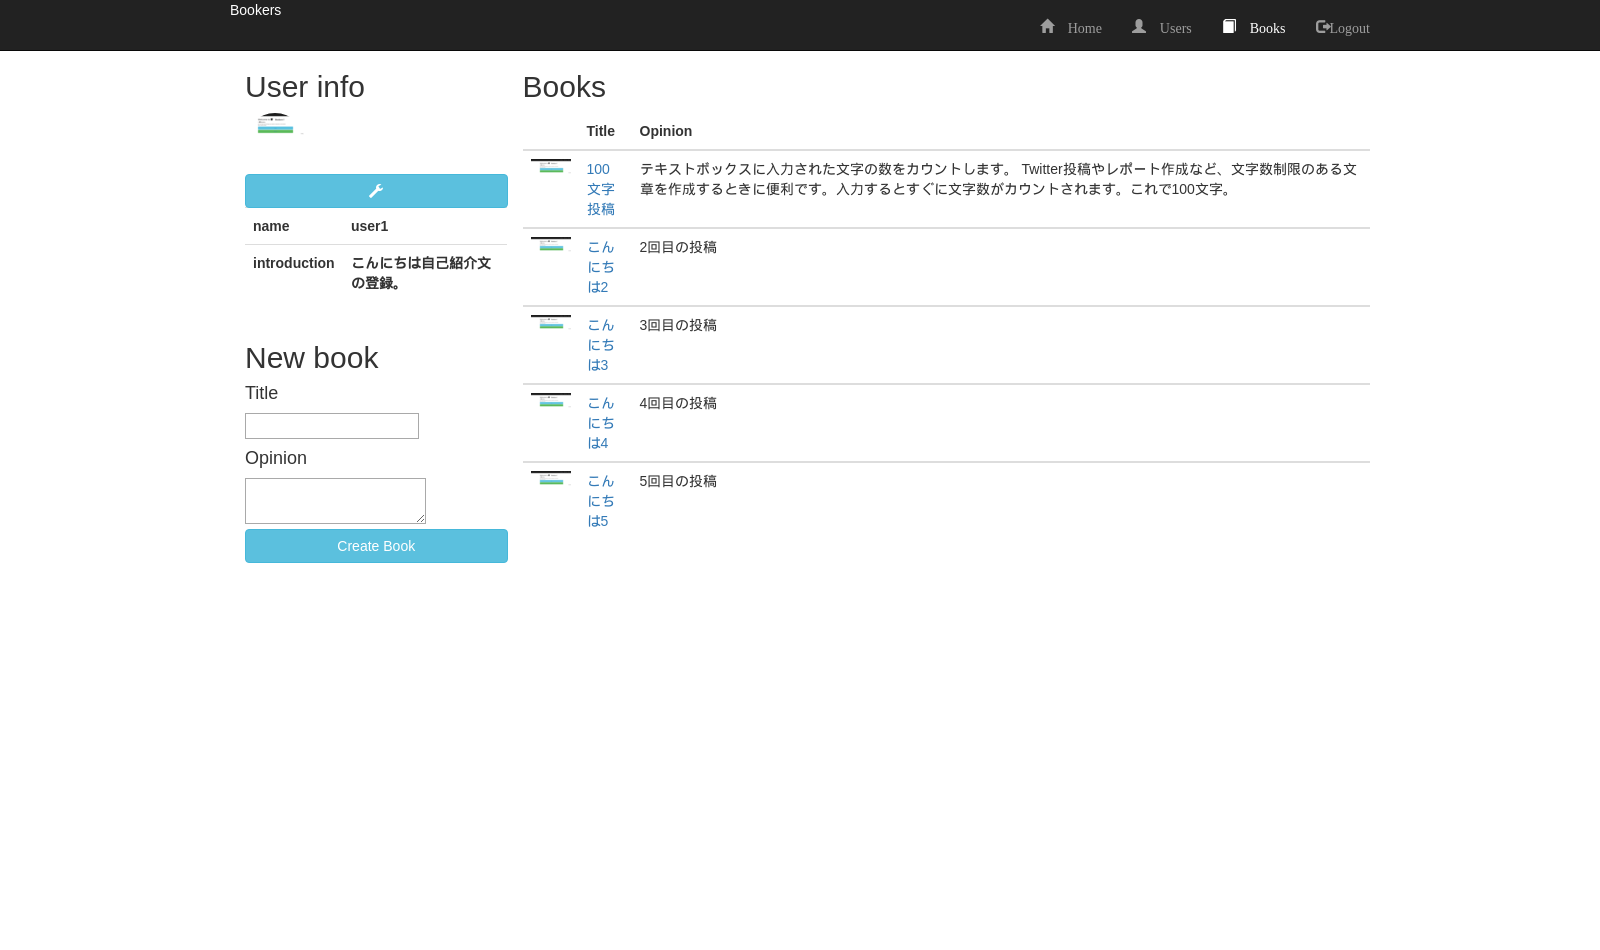 Bookers
Home
Users
Books
Logout
User info
name
user1
introduction
こんにちは自己紹介文
の登録。
New book
Title
Opinion
Create Book
Books
Title
Opinion
100
文字
投稿
テキストボックスに入力された文字の数をカウントします。 Twitter投稿やレポート作成など、文字数制限のある文
章を作成するときに便利です。入力するとすぐに文字数がカウントされます。これで100文字。
こん
にち
は2
2回目の投稿
こん
にち
は3
3回目の投稿
こん
にち
は4
4回目の投稿
こん
にち
は5
5回目の投稿